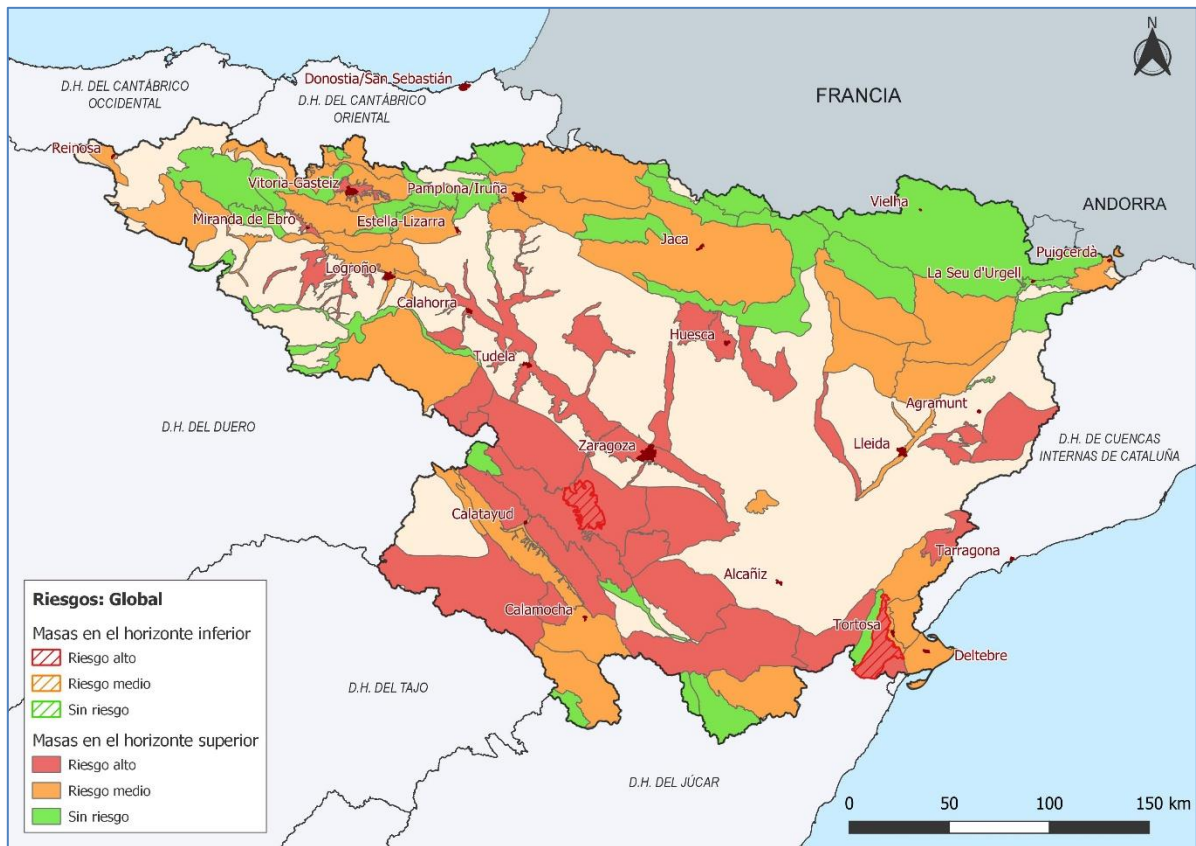 N
Donostia/San Sebastián
D.H. DEL CANTÁBRICO
OCCIDENTAL
D.H. DEL CANTÁBRICO
ORIENTAL
FRANCIA
Reinosa
Vitoria-Gasteiz
Pamplona/Iruña
Vielha
ANDORRA
Miranda de Ebro
Estella-Lizarra
Jaca
Puigcerdà
La Seu d'Urgell
Logroño
Calahorra
Huesca
Tudela
Agramunt
D.H. DEL DUERO
Zaragoza
Lleida
D.H. DE CUENCAS
INTERNAS DE CATALUÑA
Calatayud
Tarragona
Alcañiz
Calamocha
Tortosa
Deltebre
D.H. DEL TAJO
D.H. DEL JÚCAR
Riesgos: Global
Masas en el horizonte inferior
Riesgo alto
Riesgo medio
Sin riesgo
Masas en el horizonte superior
Riesgo alto
Riesgo medio
Sin riesgo
0 50 100 150 km